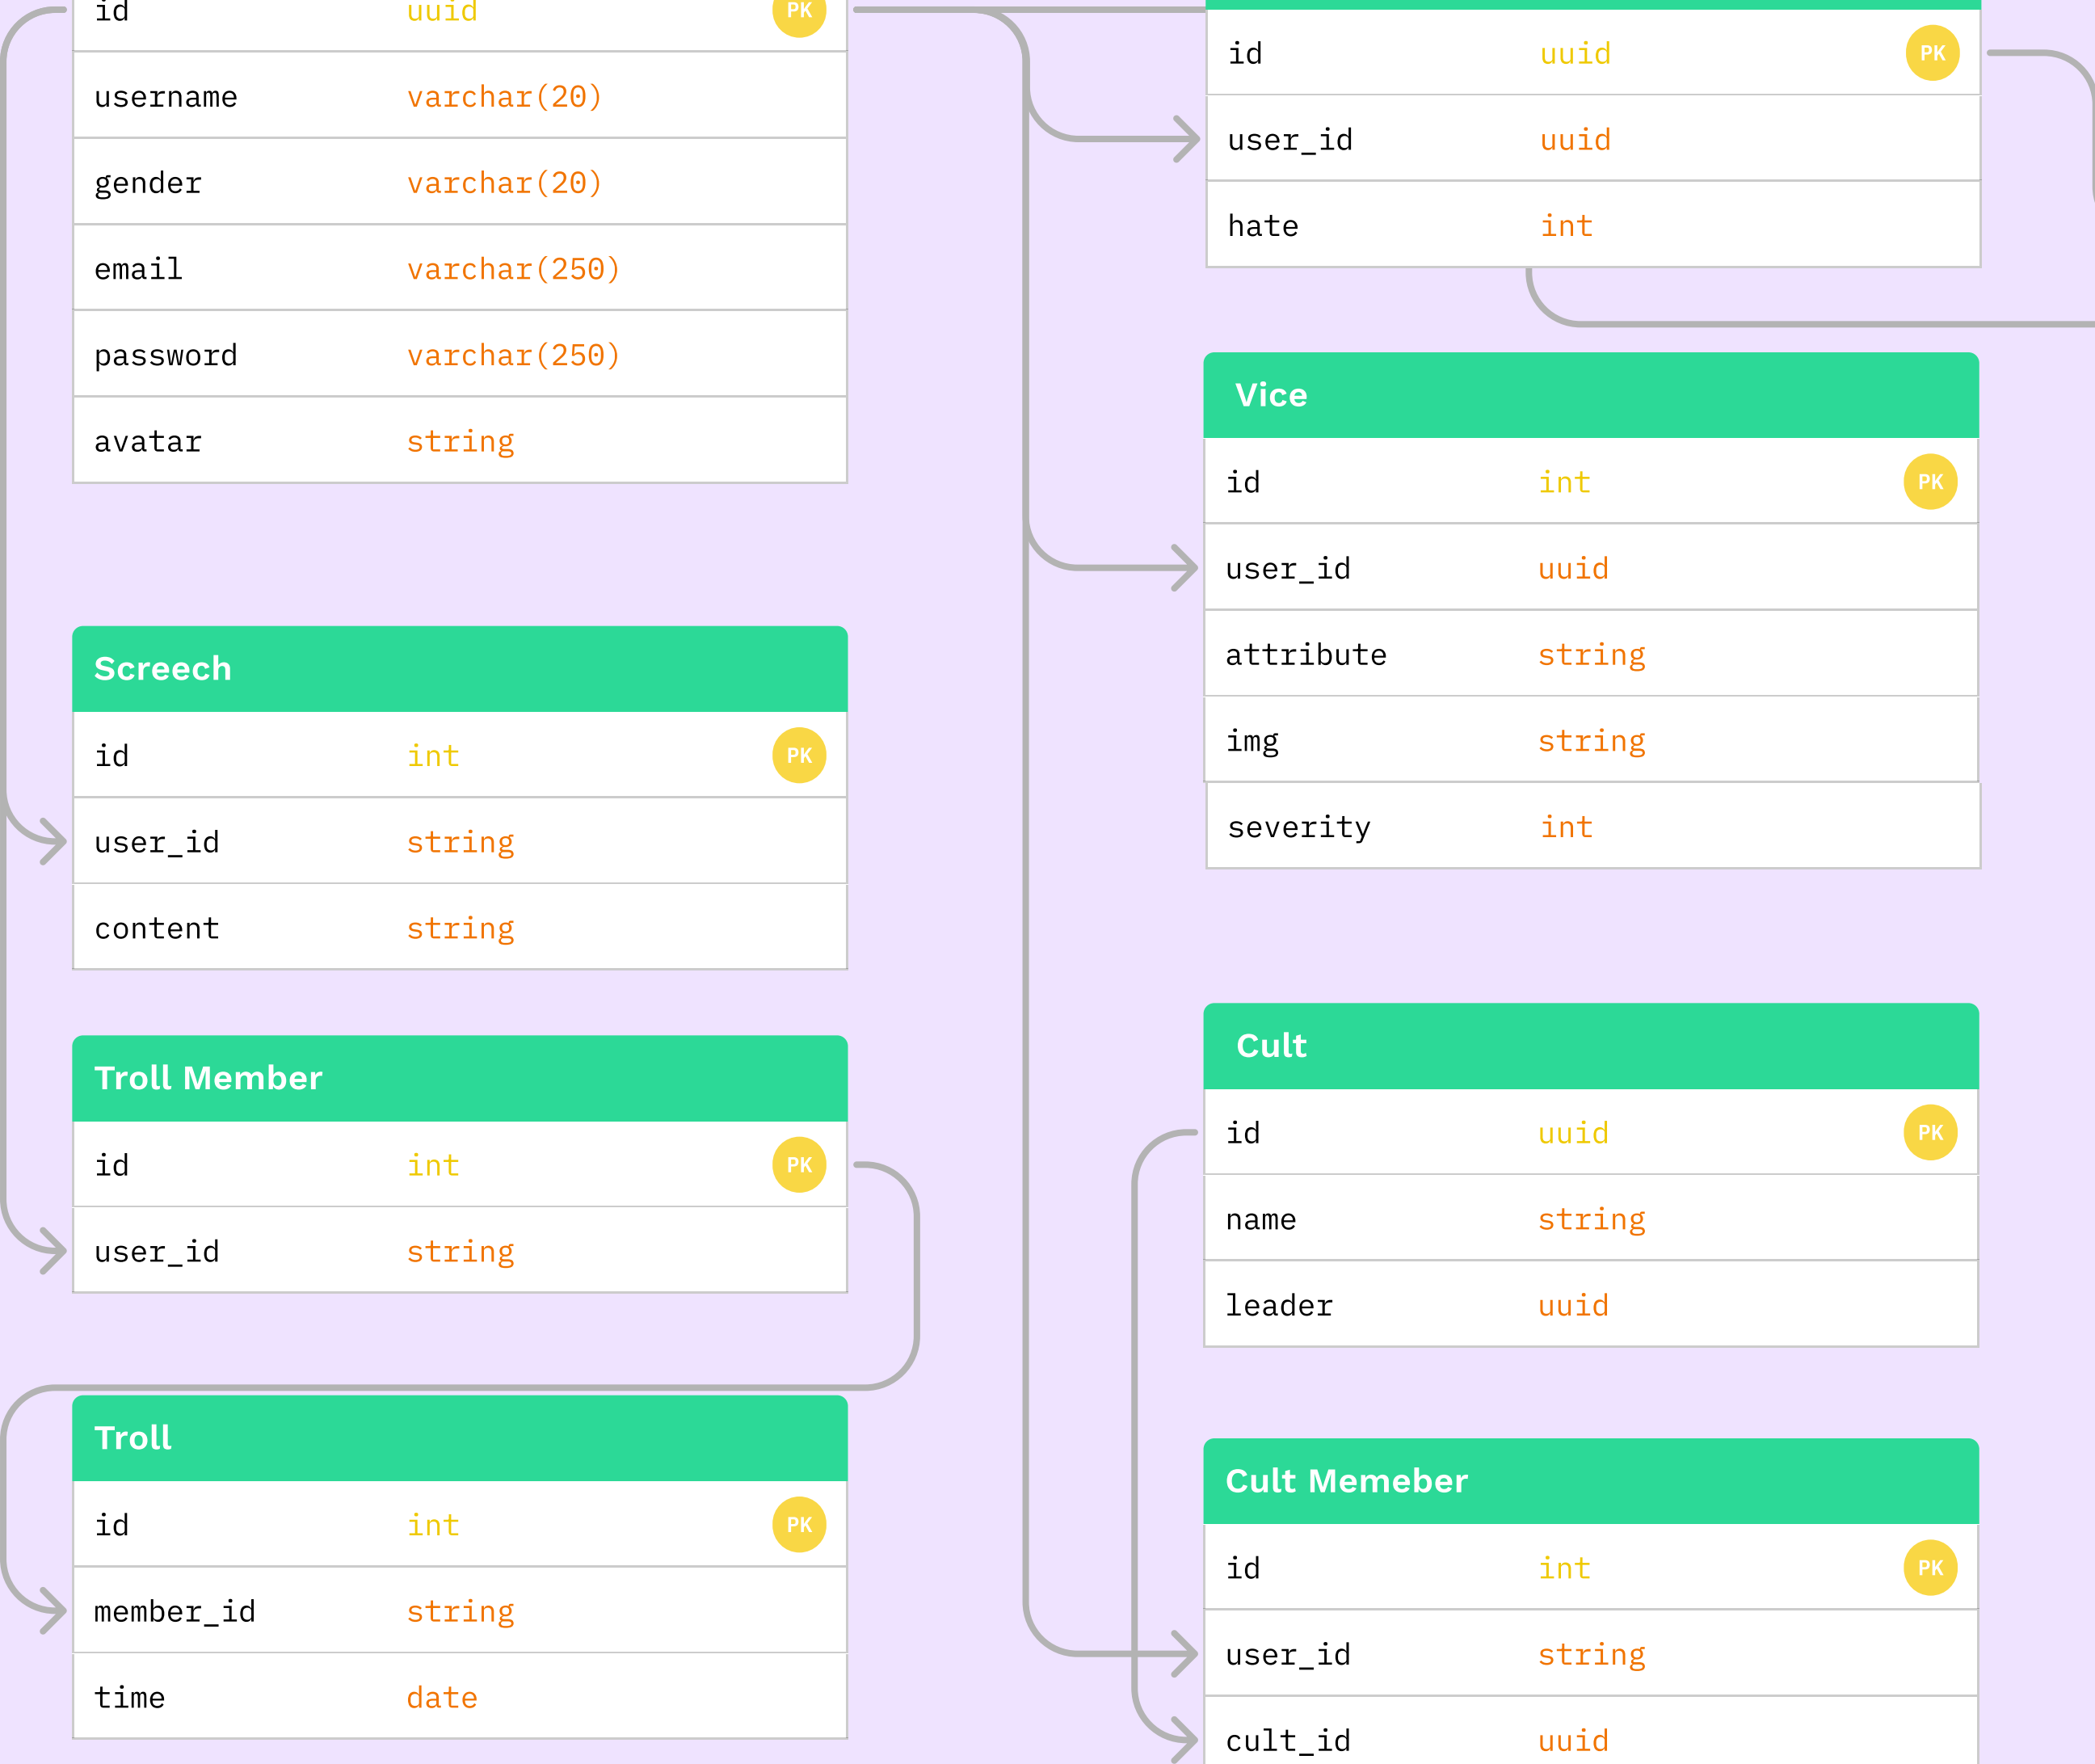 id uuid PK
username varchar(20)
gender varchar(20)
email varchar(250)
password varchar(250)
avatar string
Screech
id int PK
user_id string
content string
Troll Member
id int PK
user_id string
Troll
id int PK
member_id string
time date
id uuid PK
user_id uuid
hate int
Vice
id int PK
user_id uuid
attribute string
img string
severity int
Cult
id uuid PK
name string
leader uuid
Cult Memeber
id int PK
user_id string
cult_id uuid